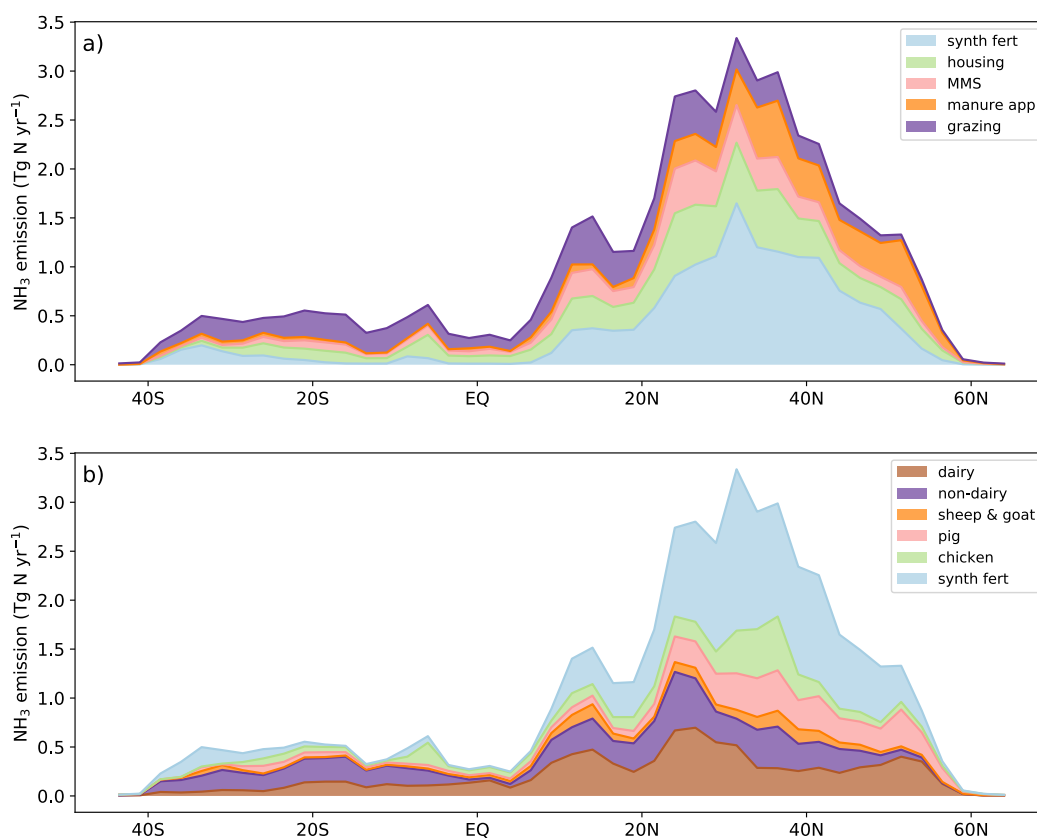 a)
3.5
3.0
2.5
2.0
1.5
1.0
0.5
0.0
NH₃ emission (Tg N yr⁻¹)
synth fert
housing
MMS
manure app
grazing
40S 20S EQ 20N 40N 60N
b)
3.5
3.0
2.5
2.0
1.5
1.0
0.5
0.0
NH₃ emission (Tg N yr⁻¹)
dairy
non-dairy
sheep & goat
pig
chicken
synth fert
40S 20S EQ 20N 40N 60N